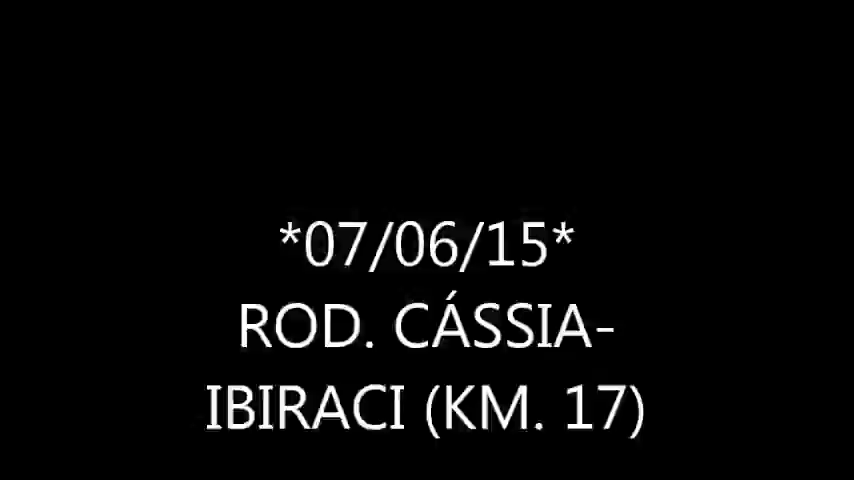 *07/06/15*
ROD. CÁSSIA-
IBIRACI (KM. 17)